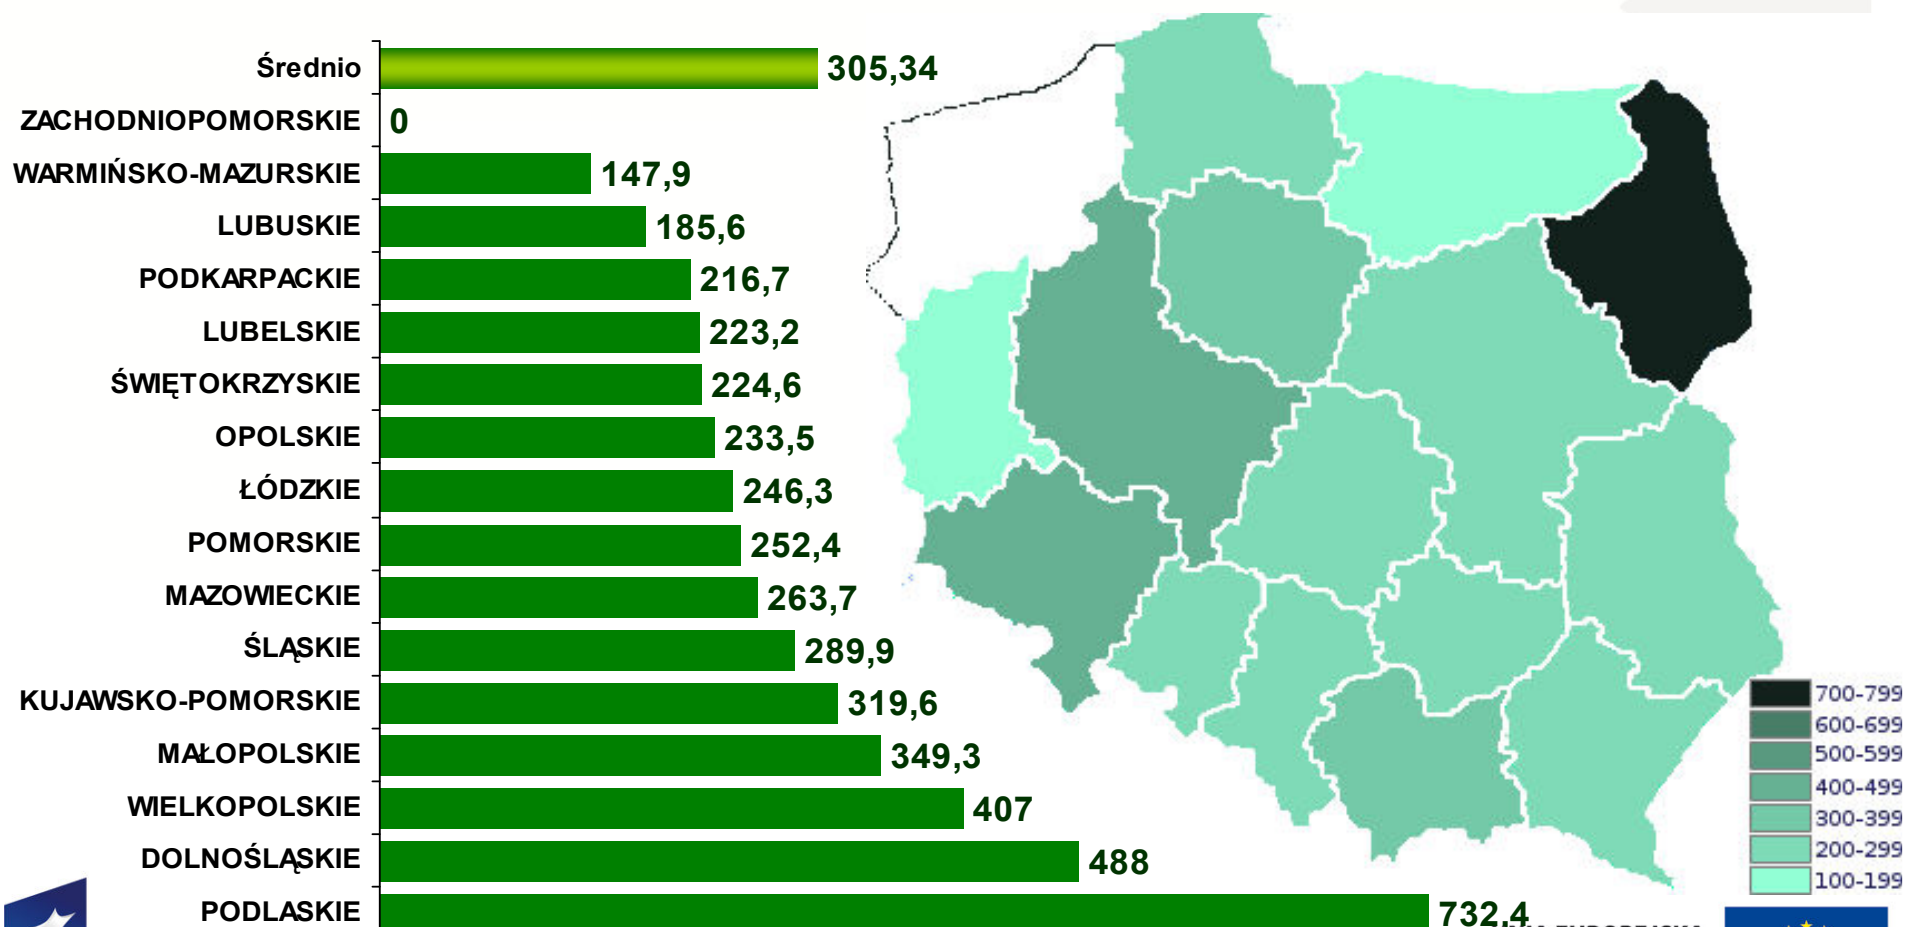 Średnio 305,34
ZACHODNIOPOMORSKIE 0
WARMIŃSKO-MAZURSKIE 147,9
LUBUSKIE 185,6
PODKARPACKIE 216,7
LUBELSKIE 223,2
ŚWIĘTOKRZYSKIE 224,6
OPOLSKIE 233,5
ŁÓDZKIE 246,3
POMORSKIE 252,4
MAZOWIECKIE 263,7
ŚLĄSKIE 289,9
KUJAWSKO-POMORSKIE 319,6
MAŁOPOLSKIE 349,3
WIELKOPOLSKIE 407
DOLNOŚLĄSKIE 488
PODLASKIE 732,4
700-799
600-699
500-599
400-499
300-399
200-299
100-199